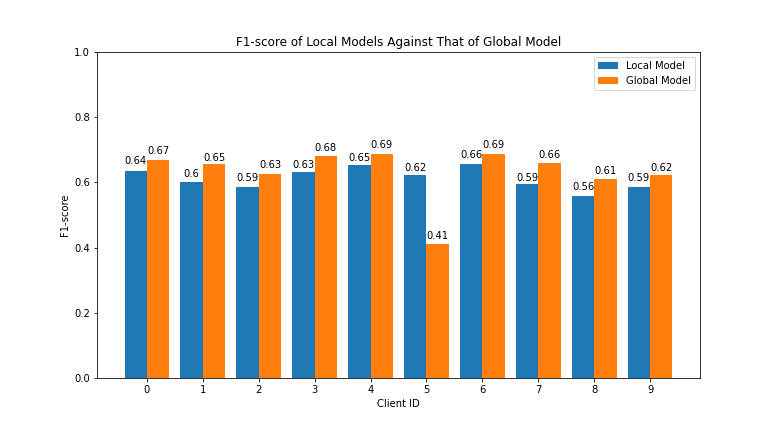 F1-score of Local Models Against That of Global Model
1.0
0.8
0.6
0.4
0.2
0.0
F1-score
Local Model
Global Model
0.64 0.67 0.6 0.65 0.59 0.63 0.63 0.68 0.65 0.69 0.62 0.41 0.66 0.69 0.59 0.66 0.56 0.61 0.59 0.62
0 1 2 3 4 5 6 7 8 9
Client ID